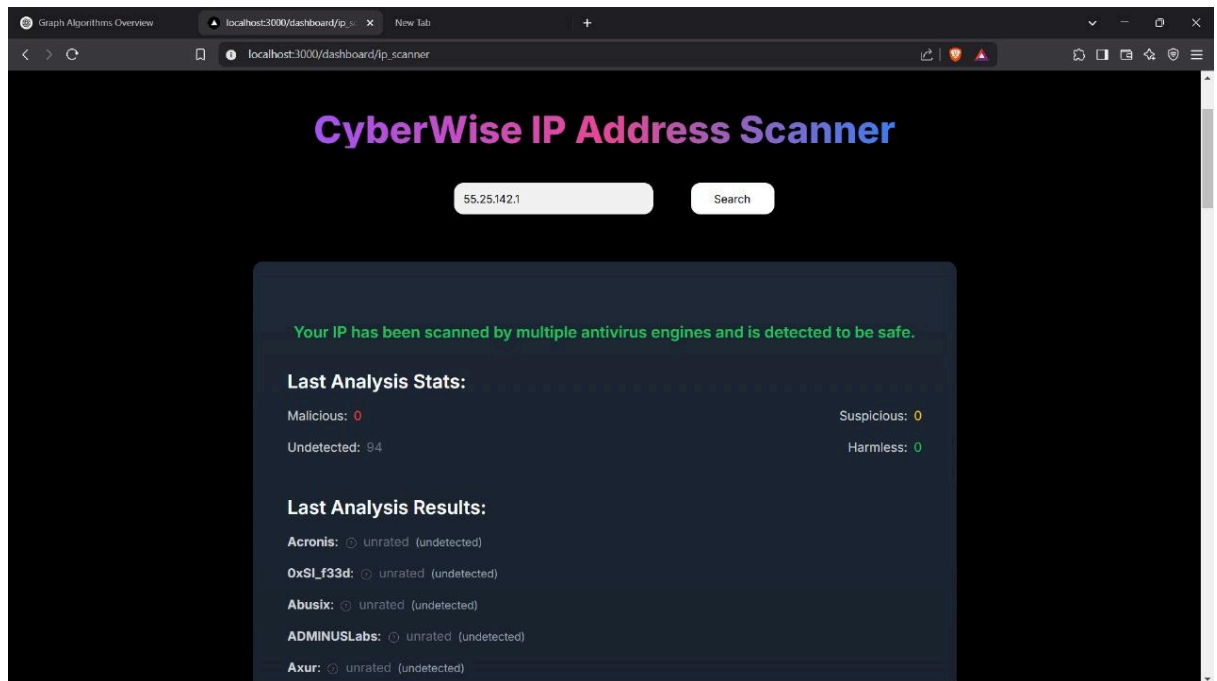 Graph Algorithms Overview
localhost:3000/dashboard/ip_sc
New Tab
localhost:3000/dashboard/ip_scanner
CyberWise IP Address Scanner
55.25.142.1 Search
Your IP has been scanned by multiple antivirus engines and is detected to be safe.
Last Analysis Stats:
Malicious: 0 Suspicious: 0
Undetected: 94 Harmless: 0
Last Analysis Results:
Acronis: unrated (undetected)
0xSI_f33d: unrated (undetected)
Abusix: unrated (undetected)
ADMINUSLabs: unrated (undetected)
Axur: unrated (undetected)